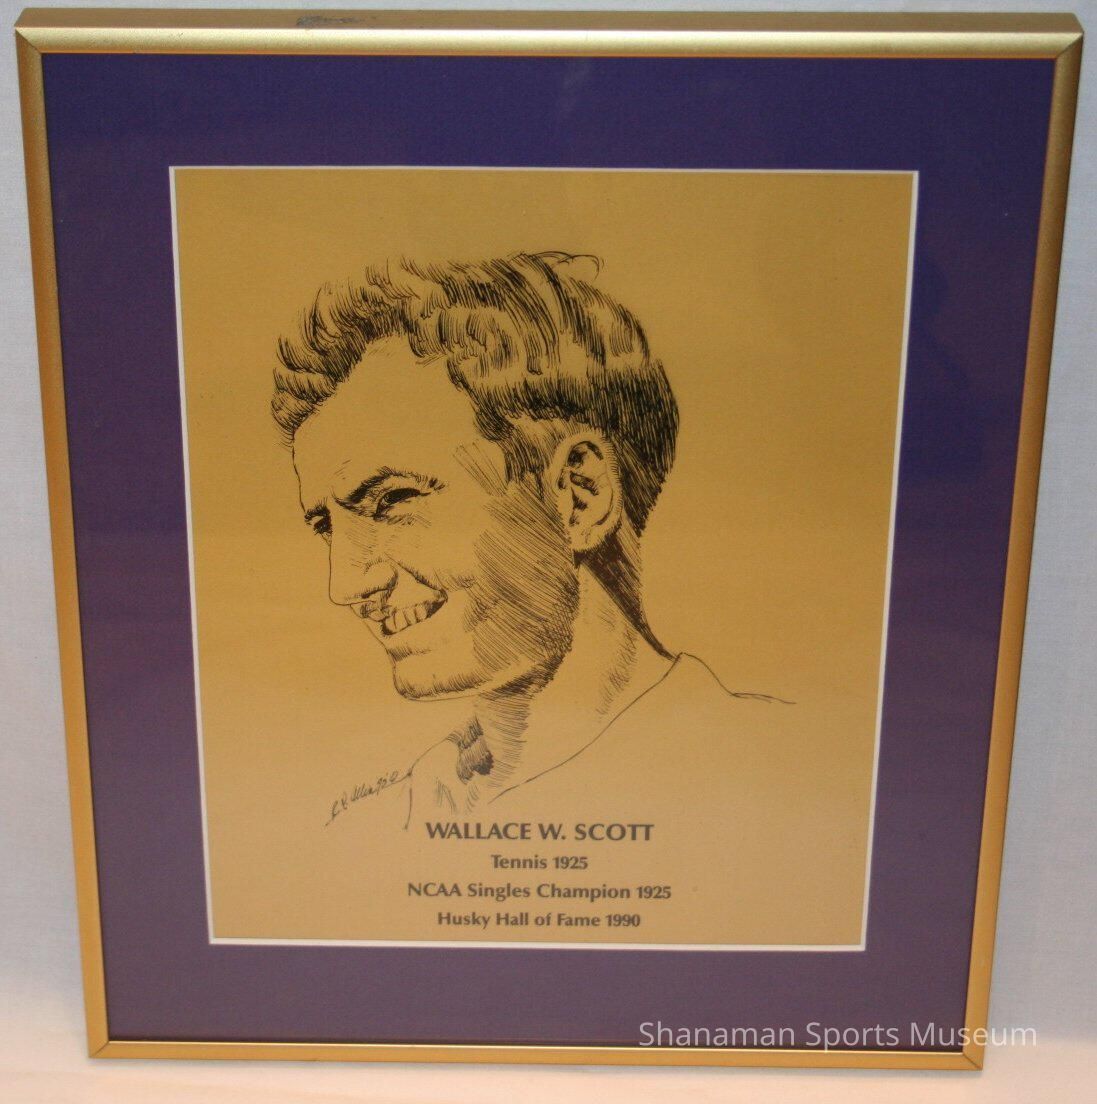 WALLACE W. SCOTT
Tennis 1925
NCAA Singles Champion 1925
Husky Hall of Fame 1990
Shanaman Sports Museum